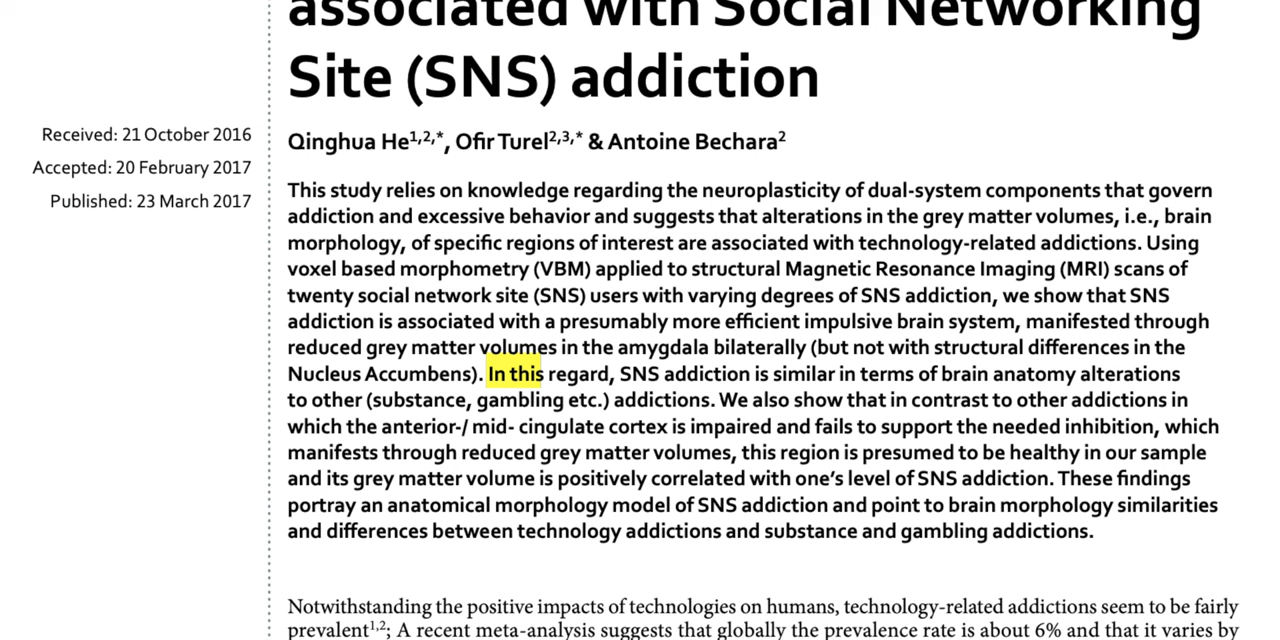 associated with Social Networking
Site (SNS) addiction
Received: 21 October 2016
Accepted: 20 February 2017
Published: 23 March 2017
Qinghua He1,2,*, Ofir Turel2,3,* & Antoine Bechara2
This study relies on knowledge regarding the neuroplasticity of dual-system components that govern
addiction and excessive behavior and suggests that alterations in the grey matter volumes, i.e., brain
morphology, of specific regions of interest are associated with technology-related addictions. Using
voxel based morphometry (VBM) applied to structural Magnetic Resonance Imaging (MRI) scans of
twenty social network site (SNS) users with varying degrees of SNS addiction, we show that SNS
addiction is associated with a presumably more efficient impulsive brain system, manifested through
reduced grey matter volumes in the amygdala bilaterally (but not with structural differences in the
Nucleus Accumbens). In this regard, SNS addiction is similar in terms of brain anatomy alterations
to other (substance, gambling etc.) addictions. We also show that in contrast to other addictions in
which the anterior-/ mid- cingulate cortex is impaired and fails to support the needed inhibition, which
manifests through reduced grey matter volumes, this region is presumed to be healthy in our sample
and its grey matter volume is positively correlated with one’s level of SNS addiction. These findings
portray an anatomical morphology model of SNS addiction and point to brain morphology similarities
and differences between technology addictions and substance and gambling addictions.
Notwithstanding the positive impacts of technologies on humans, technology-related addictions seem to be fairly
prevalent1,2; A recent meta-analysis suggests that globally the prevalence rate is about 6% and that it varies by